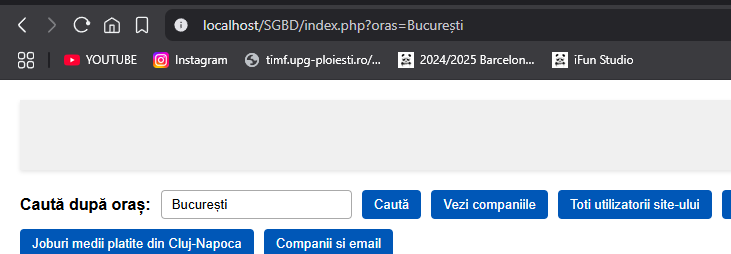 localhost/SGBD/index.php?oras=București
YOUTUBE Instagram timf.upg-ploiesti.ro/... 2024/2025 Barcelon... iFun Studio
Caută după oraș: București Caută Vezi companiile Toti utilizatorii site-ului
Joburi medii platite din Cluj-Napoca Companii si email